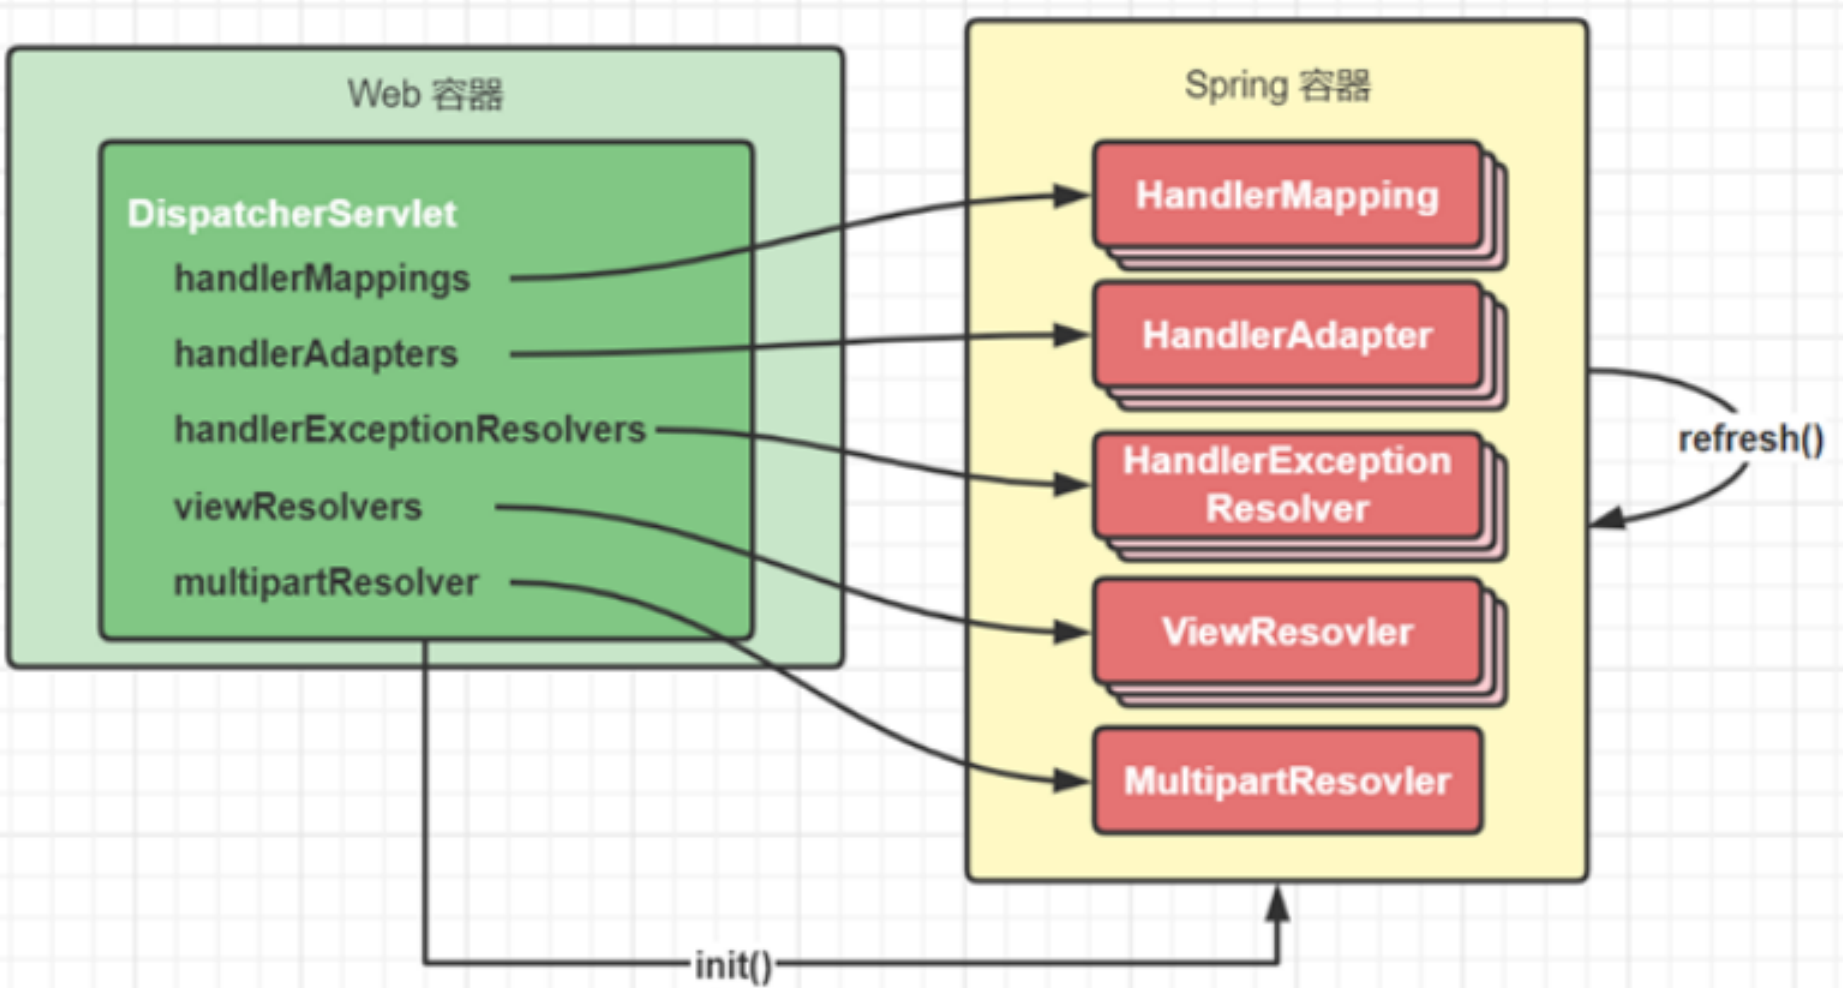 Web 容器
DispatcherServlet
handlerMappings
handlerAdapters
handlerExceptionResolvers
viewResolvers
multipartResolver
Spring 容器
HandlerMapping
HandlerAdapter
HandlerException
Resolver
ViewResovler
MultipartResovler
refresh()
init()